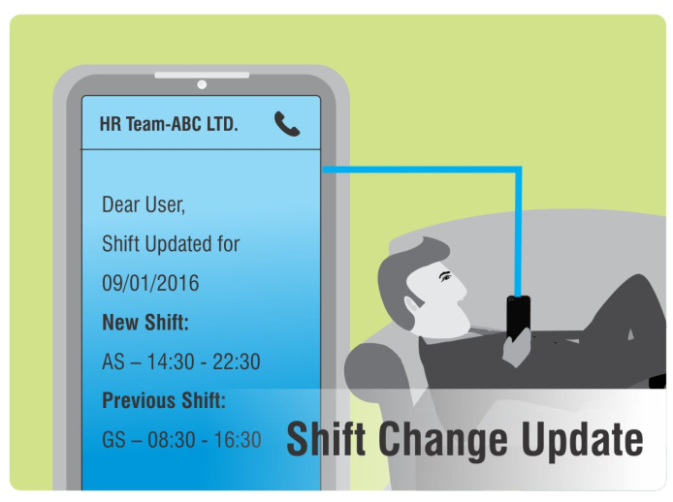 HR Team-ABC LTD.
Dear User,
Shift Updated for
09/01/2016
New Shift:
AS – 14:30 - 22:30
Previous Shift:
GS – 08:30 - 16:30
Shift Change Update